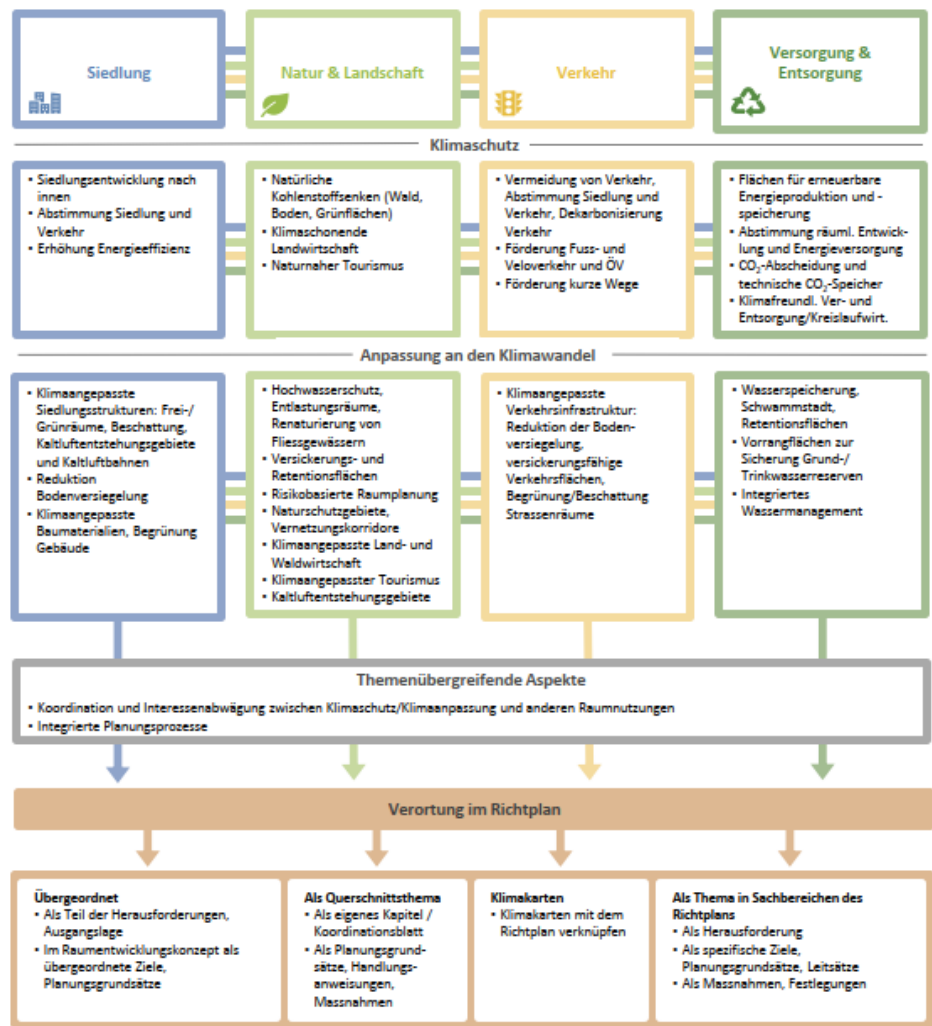 Siedlung
Natur & Landschaft
Verkehr
Versorgung &
Entsorgung
Klimaschutz
▪ Siedlungsentwicklung nach
innen
▪ Abstimmung Siedlung und
Verkehr
▪ Erhöhung Energieeffizienz
▪ Natürliche
Kohlenstoffsenken (Wald,
Boden, Grünflächen)
▪ Klimaschonende
Landwirtschaft
▪ Naturnaher Tourismus
▪ Vermeidung von Verkehr,
Abstimmung Siedlung und
Verkehr, Dekarbonisierung
Verkehr
▪ Förderung Fuss- und
Veloverkehr und ÖV
▪ Förderung kurze Wege
▪ Flächen für erneuerbare
Energieproduktion und -
speicherung
▪ Abstimmung räuml. Entwick-
lung und Energieversorgung
▪ CO₂-Abscheidung und
technische CO₂-Speicher
▪ Klimafreundl. Ver- und
Entsorgung/Kreislaufwirt.
Anpassung an den Klimawandel
▪ Klimaangepasste
Siedlungsstrukturen: Frei-/
Grünräume, Beschattung,
Kaltluftentstehungsgebiete
und Kaltluftbahnen
▪ Reduktion
Bodenversiegelung
▪ Klimaangepasste
Baumaterialien, Begrünung
Gebäude
▪ Hochwasserschutz,
Entlastungsräume,
Renaturierung von
Fliessgewässern
▪ Versickerungs- und
Retentionsflächen
▪ Risikobasierte Raumplanung
▪ Naturschutzgebiete,
Vernetzungskorridore
▪ Klimaangepasste Land- und
Waldwirtschaft
▪ Klimaangepasster Tourismus
▪ Kaltluftentstehungsgebiete
▪ Klimaangepasste
Verkehrsinfrastruktur:
Reduktion der Boden-
versiegelung,
versickerungsfähige
Verkehrsflächen,
Begrünung/Beschattung
Strassenräume
▪ Wasserspeicherung,
Schwammstadt,
Retentionsflächen
▪ Vorrangflächen zur
Sicherung Grund-/
Trinkwasserreserven
▪ Integriertes
Wassermanagement
Themenübergreifende Aspekte
▪ Koordination und Interessenabwägung zwischen Klimaschutz/Klimaanpassung und anderen Raumnutzungen
▪ Integrierte Planungsprozesse
Verortung im Richtplan
Übergeordnet
▪ Als Teil der Herausforderungen,
Ausgangslage
▪ Im Raumentwicklungskonzept als
übergeordnete Ziele,
Planungsgrundsätze
Als Querschnittsthema
▪ Als eigenes Kapitel /
Koordinationsblatt
▪ Als Planungsgrund-
sätze, Handlungs-
anweisungen,
Massnahmen
Klimakarten
▪ Klimakarten mit dem
Richtplan verknüpfen
Als Thema in Sachbereichen des
Richtplans
▪ Als Herausforderung
▪ Als spezifische Ziele,
Planungsgrundsätze, Leitsätze
▪ Als Massnahmen, Festlegungen